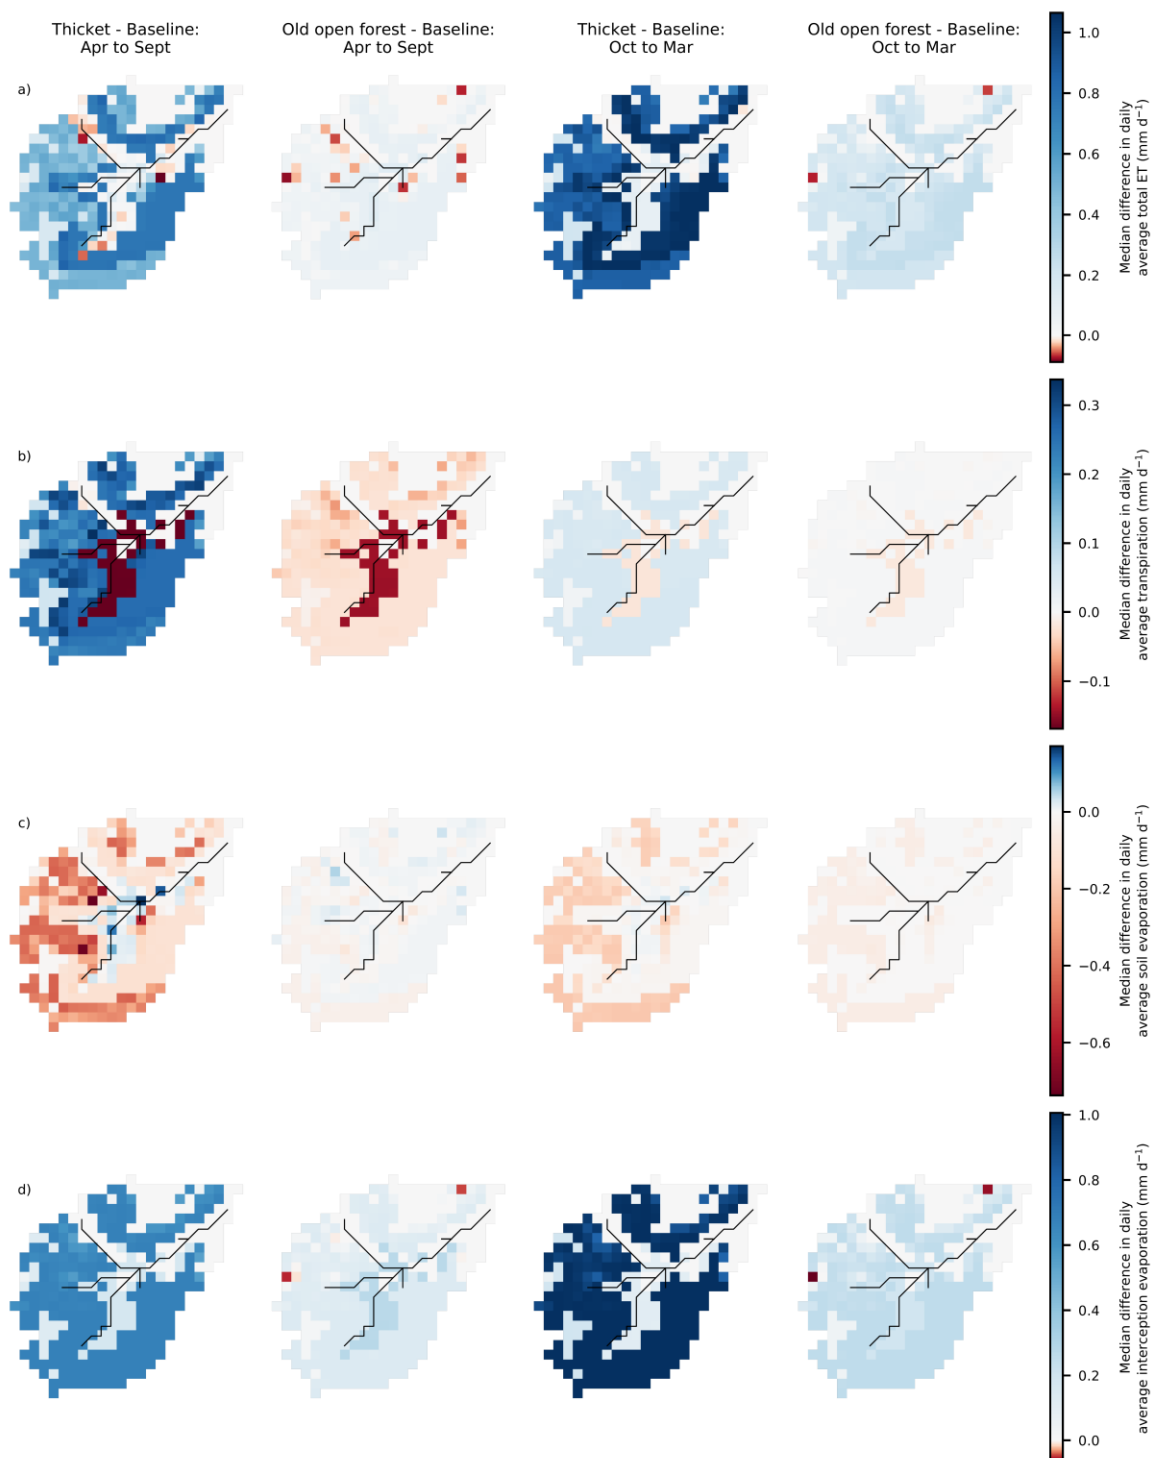 Thicket - Baseline:
Apr to Sept
Old open forest - Baseline:
Apr to Sept
Thicket - Baseline:
Oct to Mar
Old open forest - Baseline:
Oct to Mar
a)
1.0
0.8
0.6
0.4
0.2
0.0
Median difference in daily
average total ET (mm d⁻¹)
b)
0.3
0.2
0.1
0.0
−0.1
Median difference in daily
average transpiration (mm d⁻¹)
c)
0.0
−0.2
−0.4
−0.6
Median difference in daily
average soil evaporation (mm d⁻¹)
d)
1.0
0.8
0.6
0.4
0.2
0.0
Median difference in daily
average interception evaporation (mm d⁻¹)